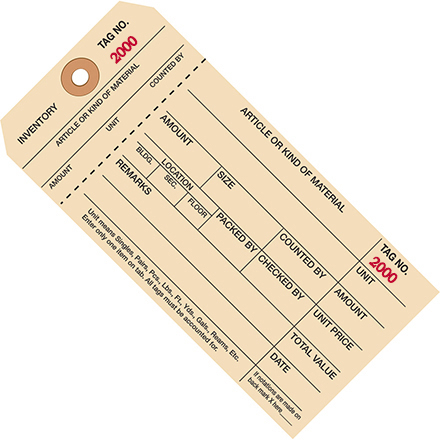 INVENTORY
TAG NO.
2000
ARTICLE OR KIND OF MATERIAL
AMOUNT
UNIT
COUNTED BY
ARTICLE OR KIND OF MATERIAL
AMOUNT
SIZE
BLDG.
LOCATION
SEC.
FLOOR
REMARKS
PACKED BY
COUNTED BY
CHECKED BY
TAG NO.
2000
UNIT
AMOUNT
UNIT PRICE
TOTAL VALUE
DATE
Unit means Singles, Pairs, Pcs., Lbs., Ft., Yds., Gals., Reams, Etc.
Enter only one item on tab. All tags must be accounted for.
If notations are made on
back mark X here.